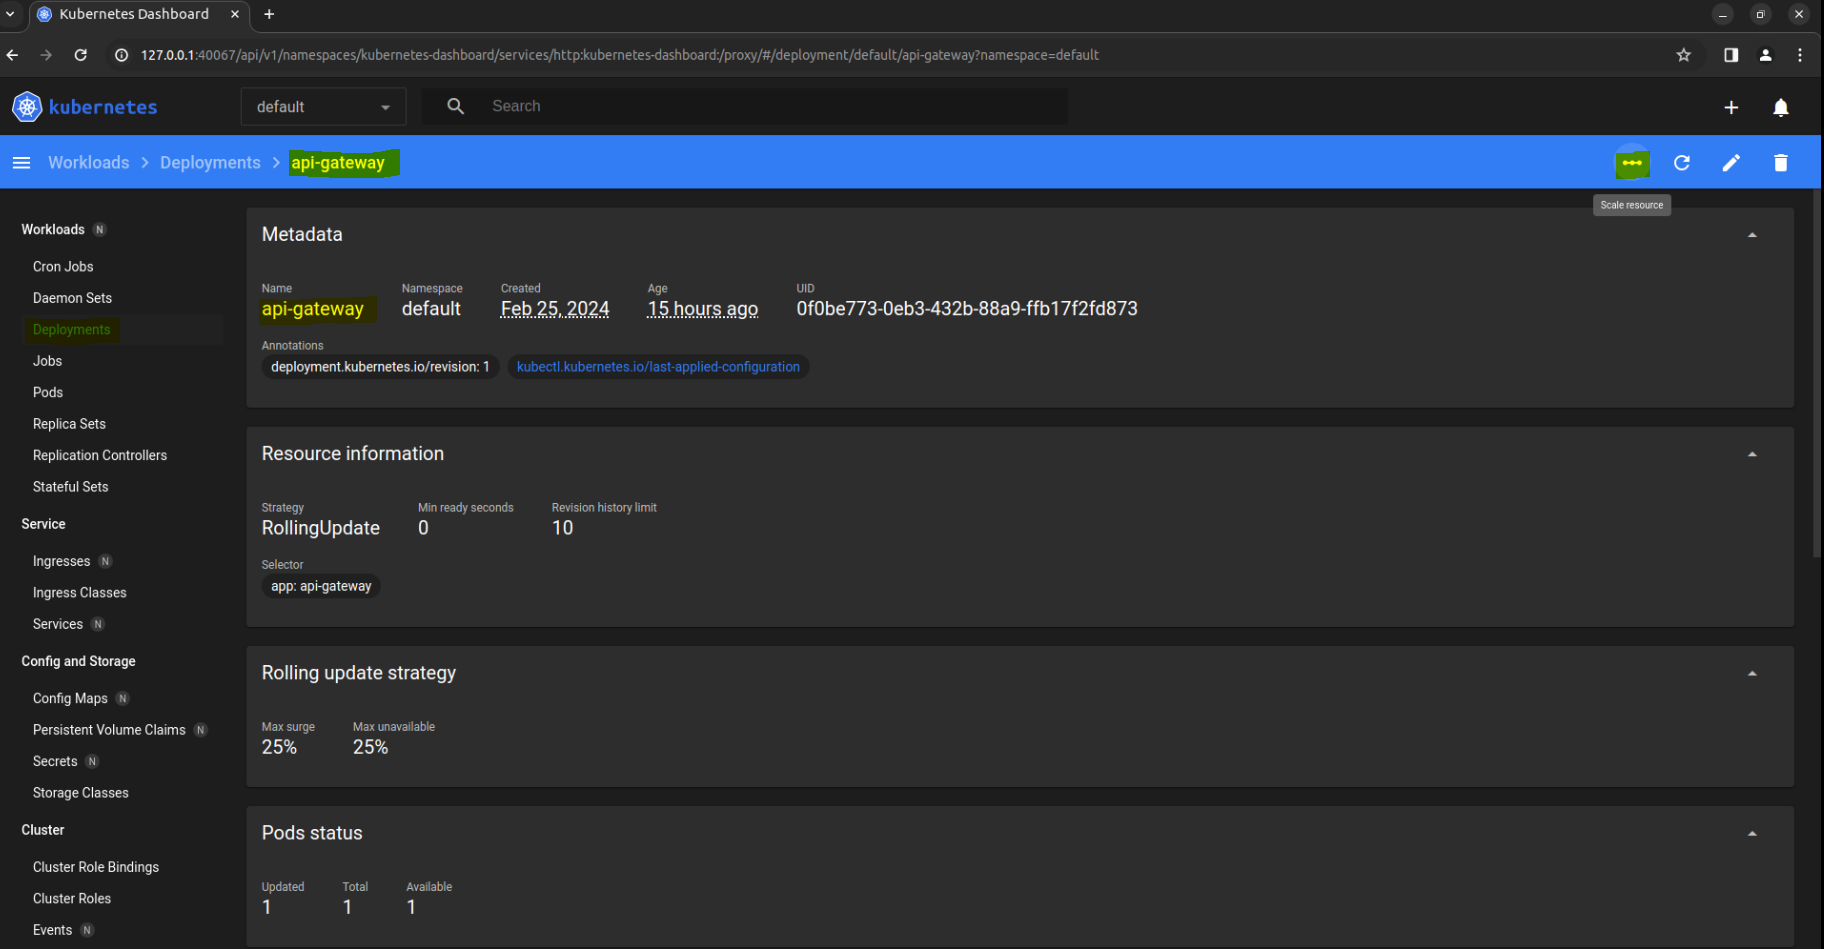 Kubernetes Dashboard
127.0.0.1:40067/api/v1/namespaces/kubernetes-dashboard/services/http:kubernetes-dashboard:/proxy/#/deployment/default/api-gateway?namespace=default
kubernetes
default
Search
Workloads > Deployments > api-gateway
Scale resource
Workloads N
Cron Jobs
Daemon Sets
Deployments
Jobs
Pods
Replica Sets
Replication Controllers
Stateful Sets
Service
Ingresses N
Ingress Classes
Services N
Config and Storage
Config Maps N
Persistent Volume Claims N
Secrets N
Storage Classes
Cluster
Cluster Role Bindings
Cluster Roles
Events N
Metadata
Name Namespace Created Age UID
api-gateway default Feb 25, 2024 15 hours ago 0f0be773-0eb3-432b-88a9-ffb17f2fd873
Annotations
deployment.kubernetes.io/revision: 1 kubectl.kubernetes.io/last-applied-configuration
Resource information
Strategy Min ready seconds Revision history limit
RollingUpdate 0 10
Selector
app: api-gateway
Rolling update strategy
Max surge Max unavailable
25% 25%
Pods status
Updated Total Available
1 1 1